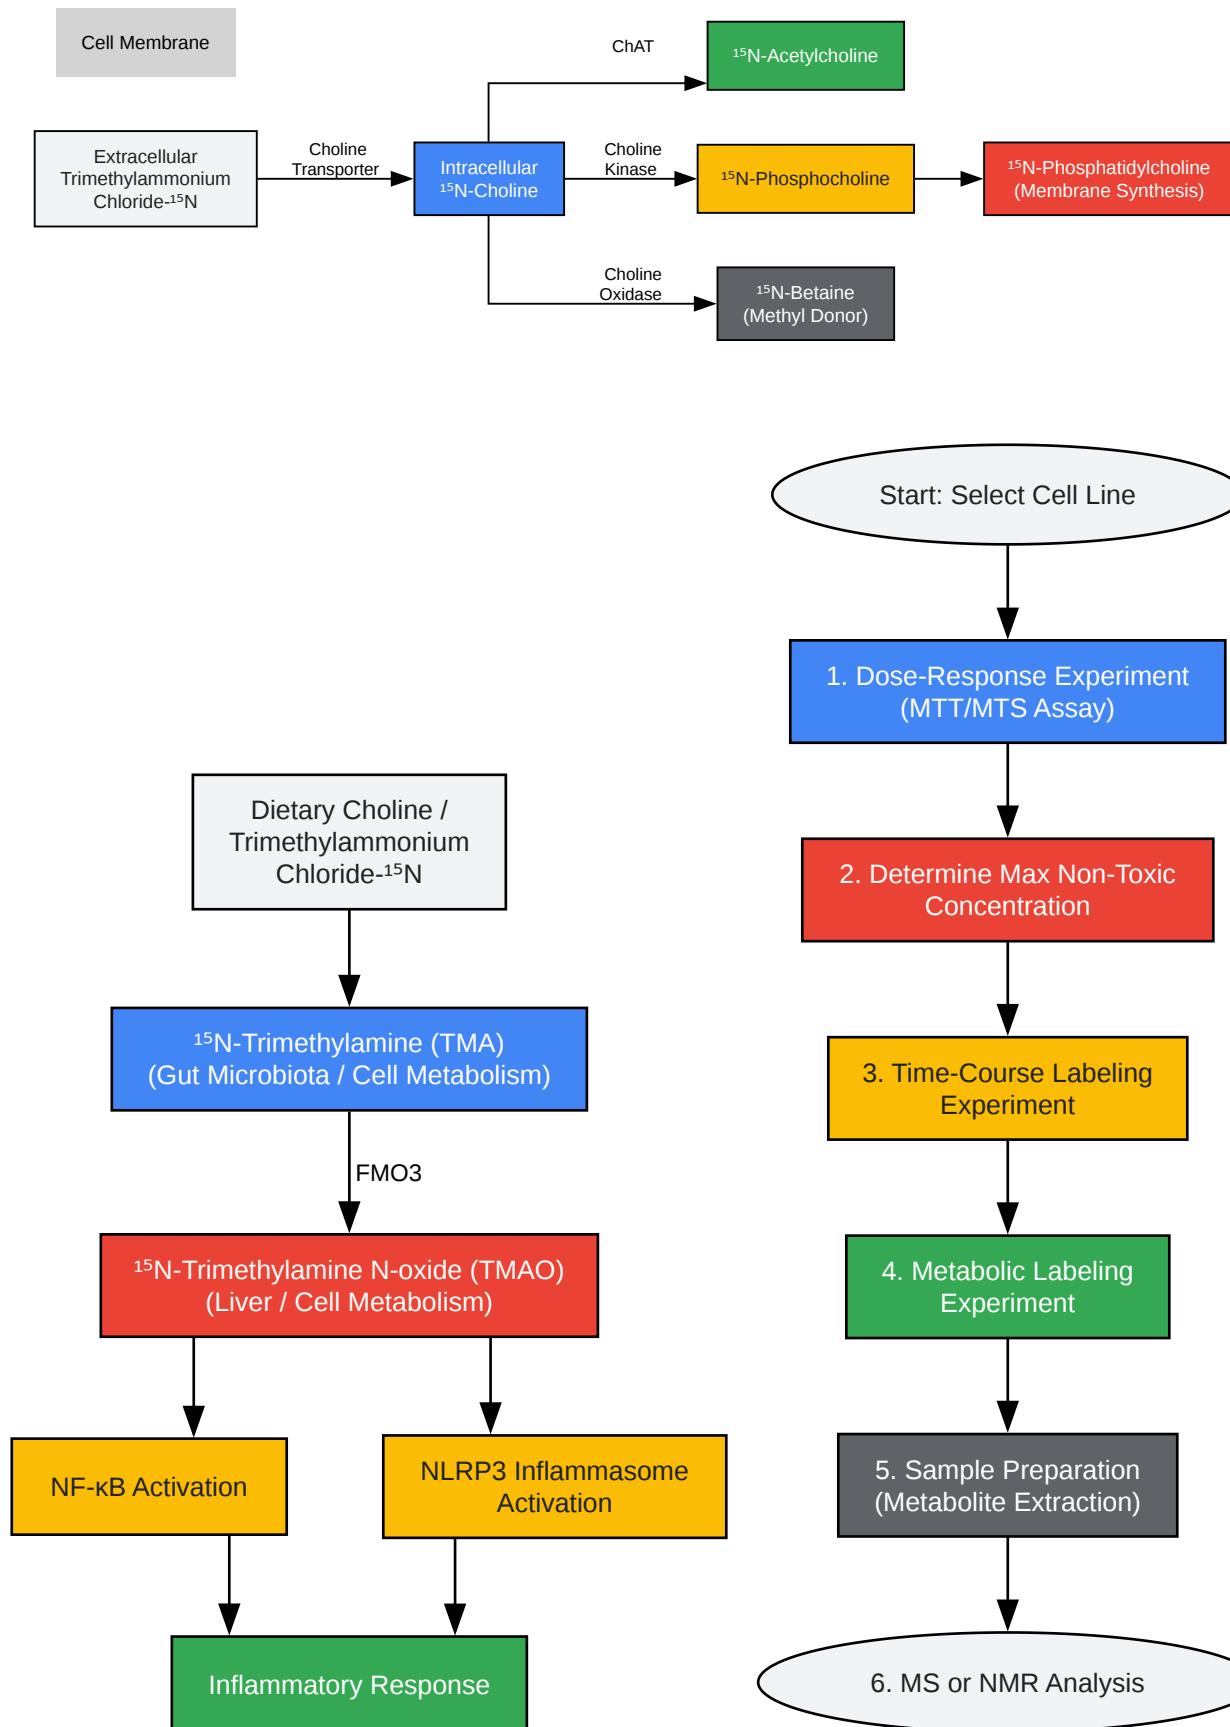 Cell Membrane
Extracellular
Trimethylammonium
Chloride-¹⁵N
Choline
Transporter
Intracellular
¹⁵N-Choline
ChAT
¹⁵N-Acetylcholine
Choline
Kinase
¹⁵N-Phosphocholine
¹⁵N-Phosphatidylcholine
(Membrane Synthesis)
Choline
Oxidase
¹⁵N-Betaine
(Methyl Donor)
Dietary Choline /
Trimethylammonium
Chloride-¹⁵N
¹⁵N-Trimethylamine (TMA)
(Gut Microbiota / Cell Metabolism)
FMO3
¹⁵N-Trimethylamine N-oxide (TMAO)
(Liver / Cell Metabolism)
NF-κB Activation
NLRP3 Inflammasome
Activation
Inflammatory Response
Start: Select Cell Line
1. Dose-Response Experiment
(MTT/MTS Assay)
2. Determine Max Non-Toxic
Concentration
3. Time-Course Labeling
Experiment
4. Metabolic Labeling
Experiment
5. Sample Preparation
(Metabolite Extraction)
6. MS or NMR Analysis